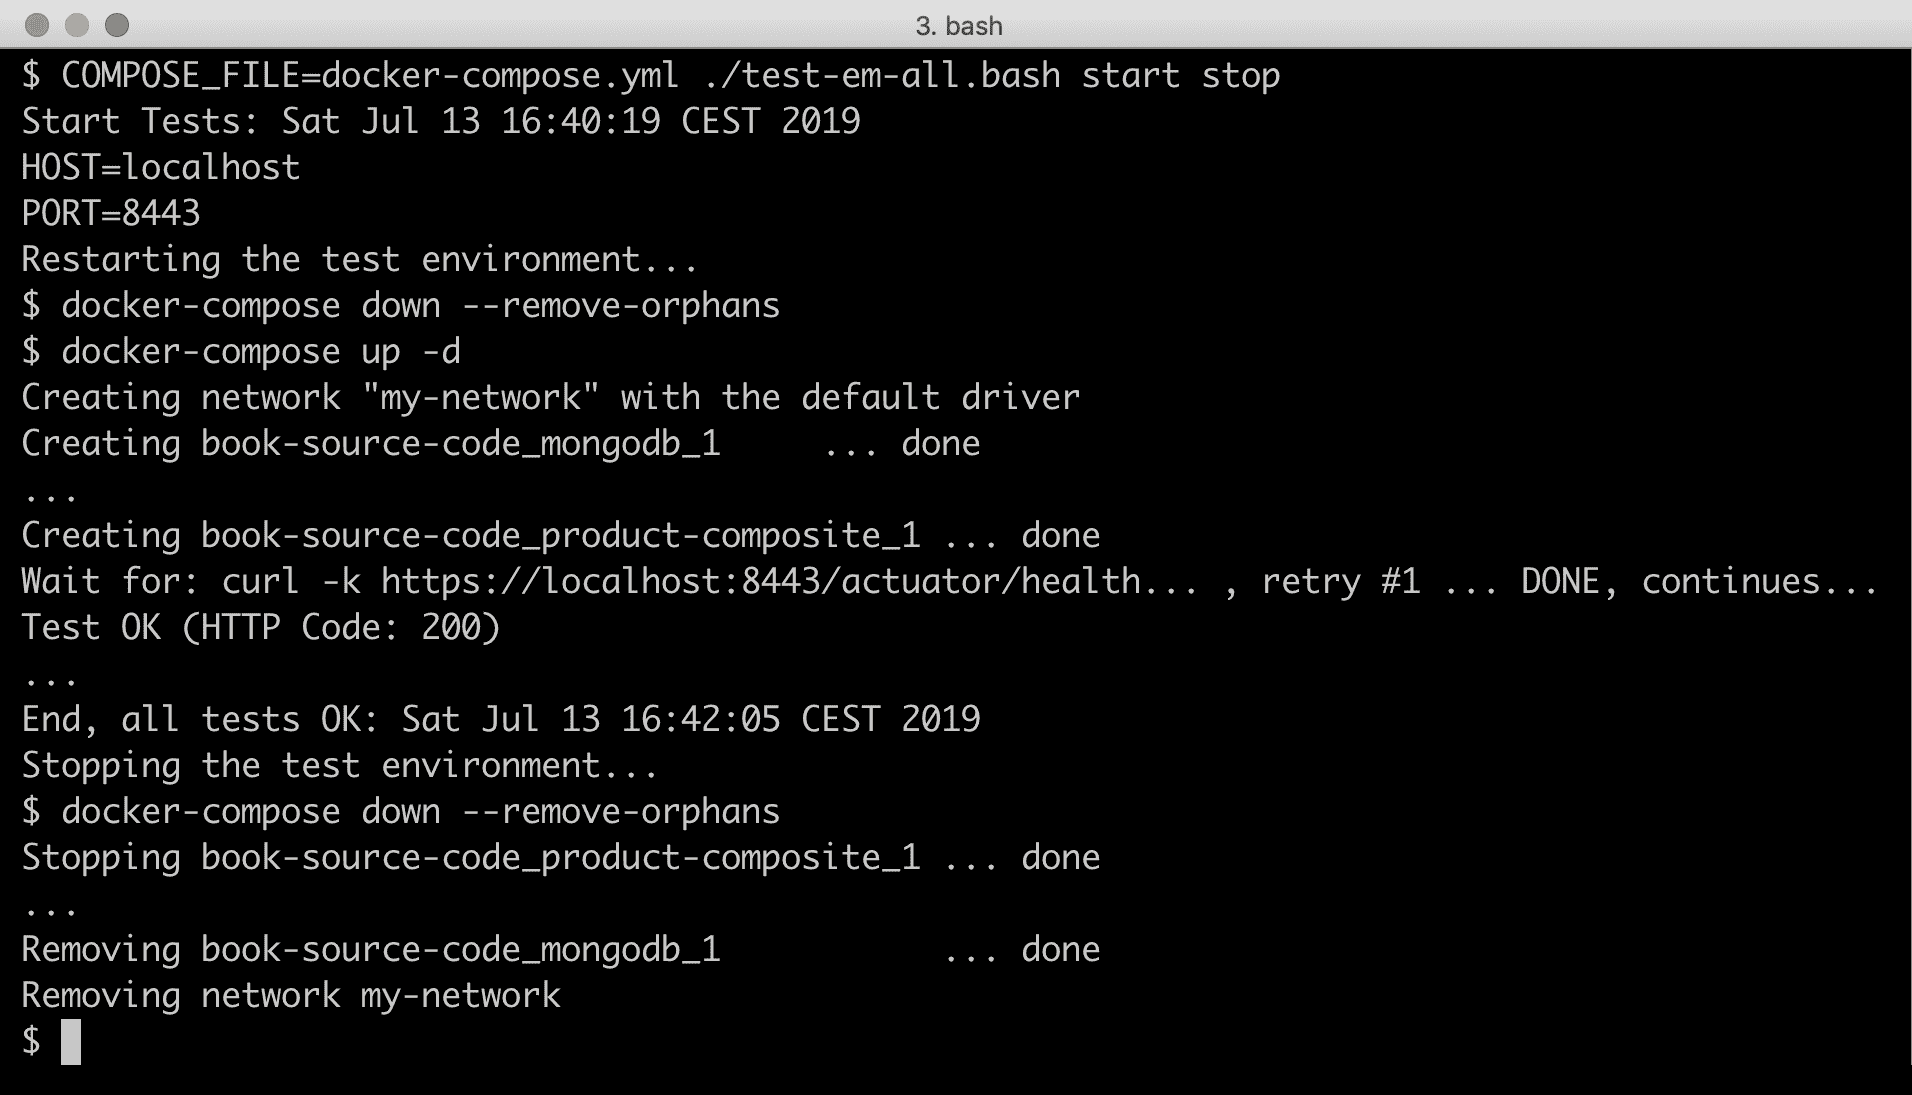 3. bash
$ COMPOSE_FILE=docker-compose.yml ./test-em-all.bash start stop
Start Tests: Sat Jul 13 16:40:19 CEST 2019
HOST=localhost
PORT=8443
Restarting the test environment...
$ docker-compose down --remove-orphans
$ docker-compose up -d
Creating network "my-network" with the default driver
Creating book-source-code_mongodb_1     ... done
...
Creating book-source-code_product-composite_1 ... done
Wait for: curl -k https://localhost:8443/actuator/health... , retry #1 ... DONE, continues...
Test OK (HTTP Code: 200)
...
End, all tests OK: Sat Jul 13 16:42:05 CEST 2019
Stopping the test environment...
$ docker-compose down --remove-orphans
Stopping book-source-code_product-composite_1 ... done
...
Removing book-source-code_mongodb_1           ... done
Removing network my-network
$